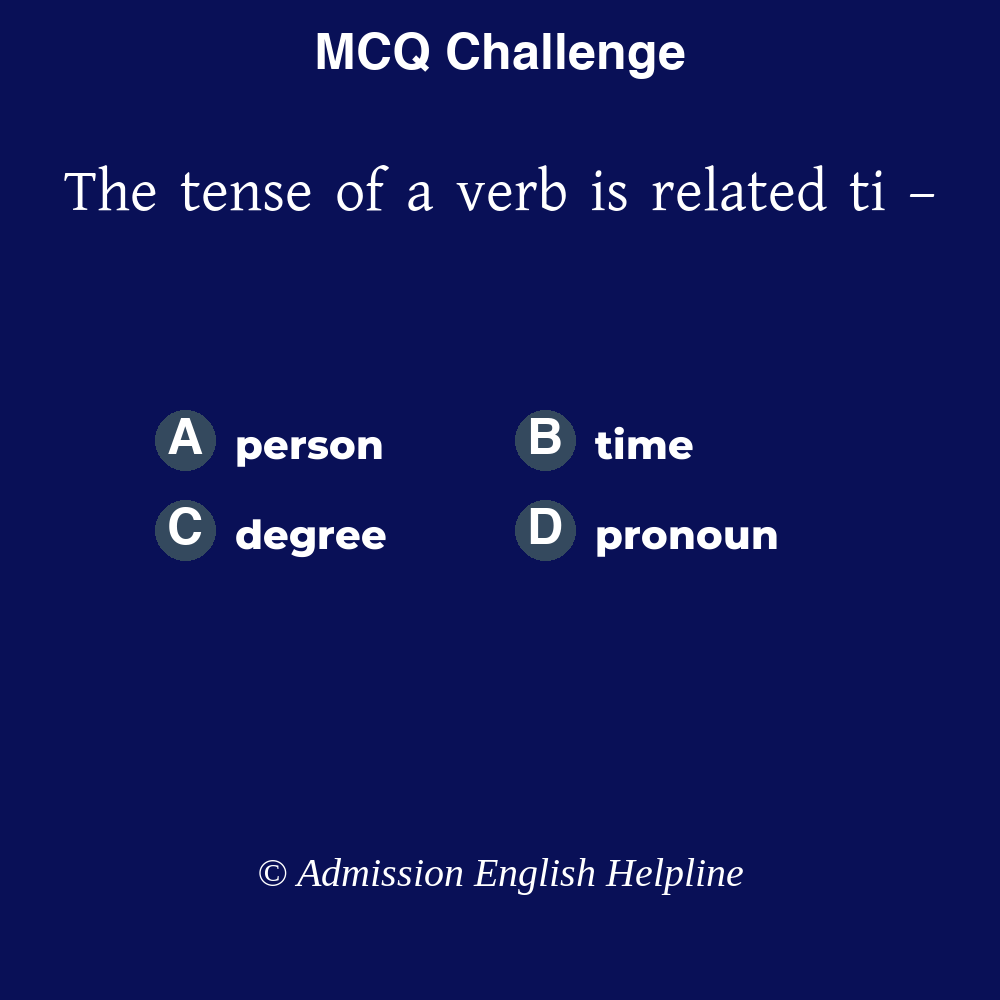 MCQ Challenge
The tense of a verb is related ti –
A person B time
C degree D pronoun
© Admission English Helpline